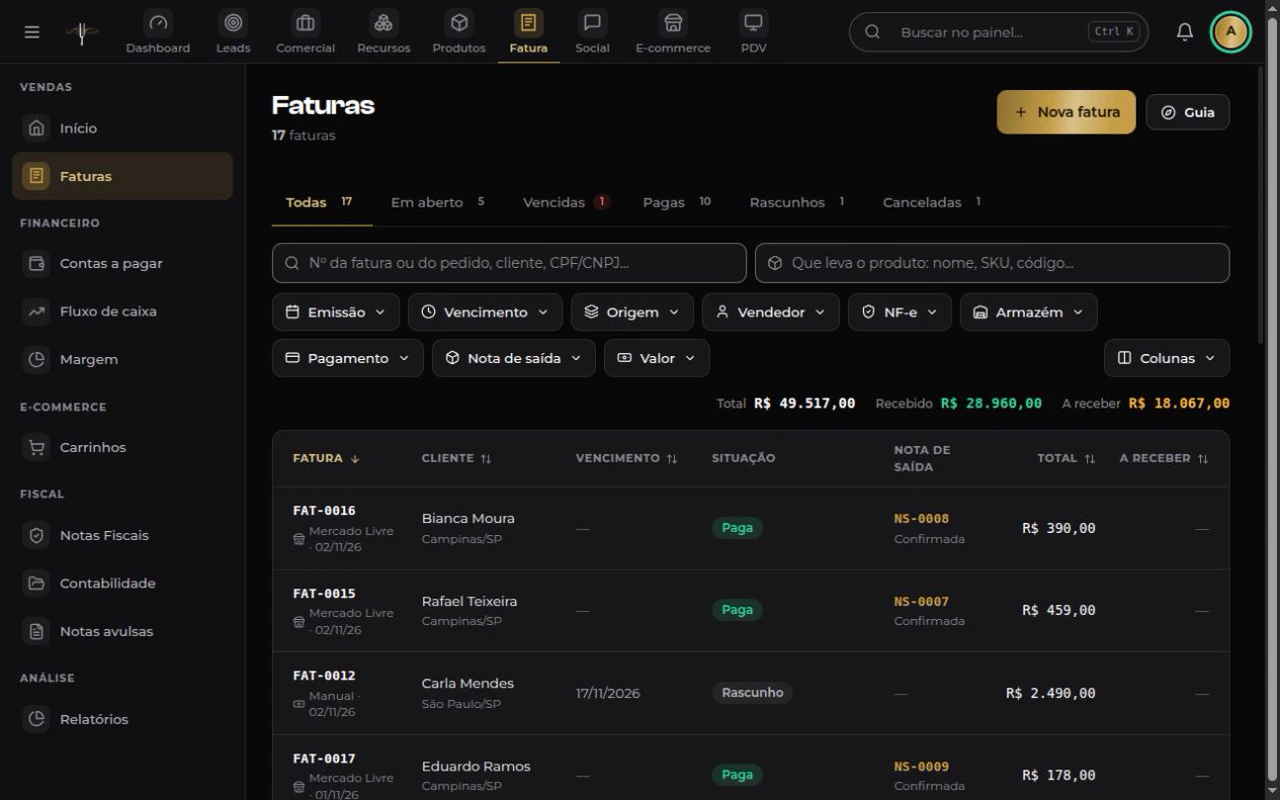 Dashboard
Leads
Comercial
Recursos
Produtos
Fatura
Social
E-commerce
PDV
Buscar no painel...
Ctrl K
A
VENDAS
Início
Faturas
FINANCEIRO
Contas a pagar
Fluxo de caixa
Margem
E-COMMERCE
Carrinhos
FISCAL
Notas Fiscais
Contabilidade
Notas avulsas
ANÁLISE
Relatórios
Faturas
17 faturas
Nova fatura
Guia
Todas 17
Em aberto 5
Vencidas 1
Pagas 10
Rascunhos 1
Canceladas 1
Nº da fatura ou do pedido, cliente, CPF/CNPJ...
Que leva o produto: nome, SKU, código...
Emissão
Vencimento
Origem
Vendedor
NF-e
Armazém
Pagamento
Nota de saída
Valor
Colunas
Total R$ 49.517,00 Recebido R$ 28.960,00 A receber R$ 18.067,00
FATURA
CLIENTE
VENCIMENTO
SITUAÇÃO
NOTA DE
SAÍDA
TOTAL
A RECEBER
FAT-0016
Mercado Livre
· 02/11/26
Bianca Moura
Campinas/SP
—
Paga
NS-0008
Confirmada
R$ 390,00
—
FAT-0015
Mercado Livre
· 02/11/26
Rafael Teixeira
Campinas/SP
—
Paga
NS-0007
Confirmada
R$ 459,00
—
FAT-0012
Manual ·
02/11/26
Carla Mendes
São Paulo/SP
17/11/2026
Rascunho
—
R$ 2.490,00
—
FAT-0017
Mercado Livre
· 01/11/26
Eduardo Ramos
Campinas/SP
—
Paga
NS-0009
Confirmada
R$ 178,00
—